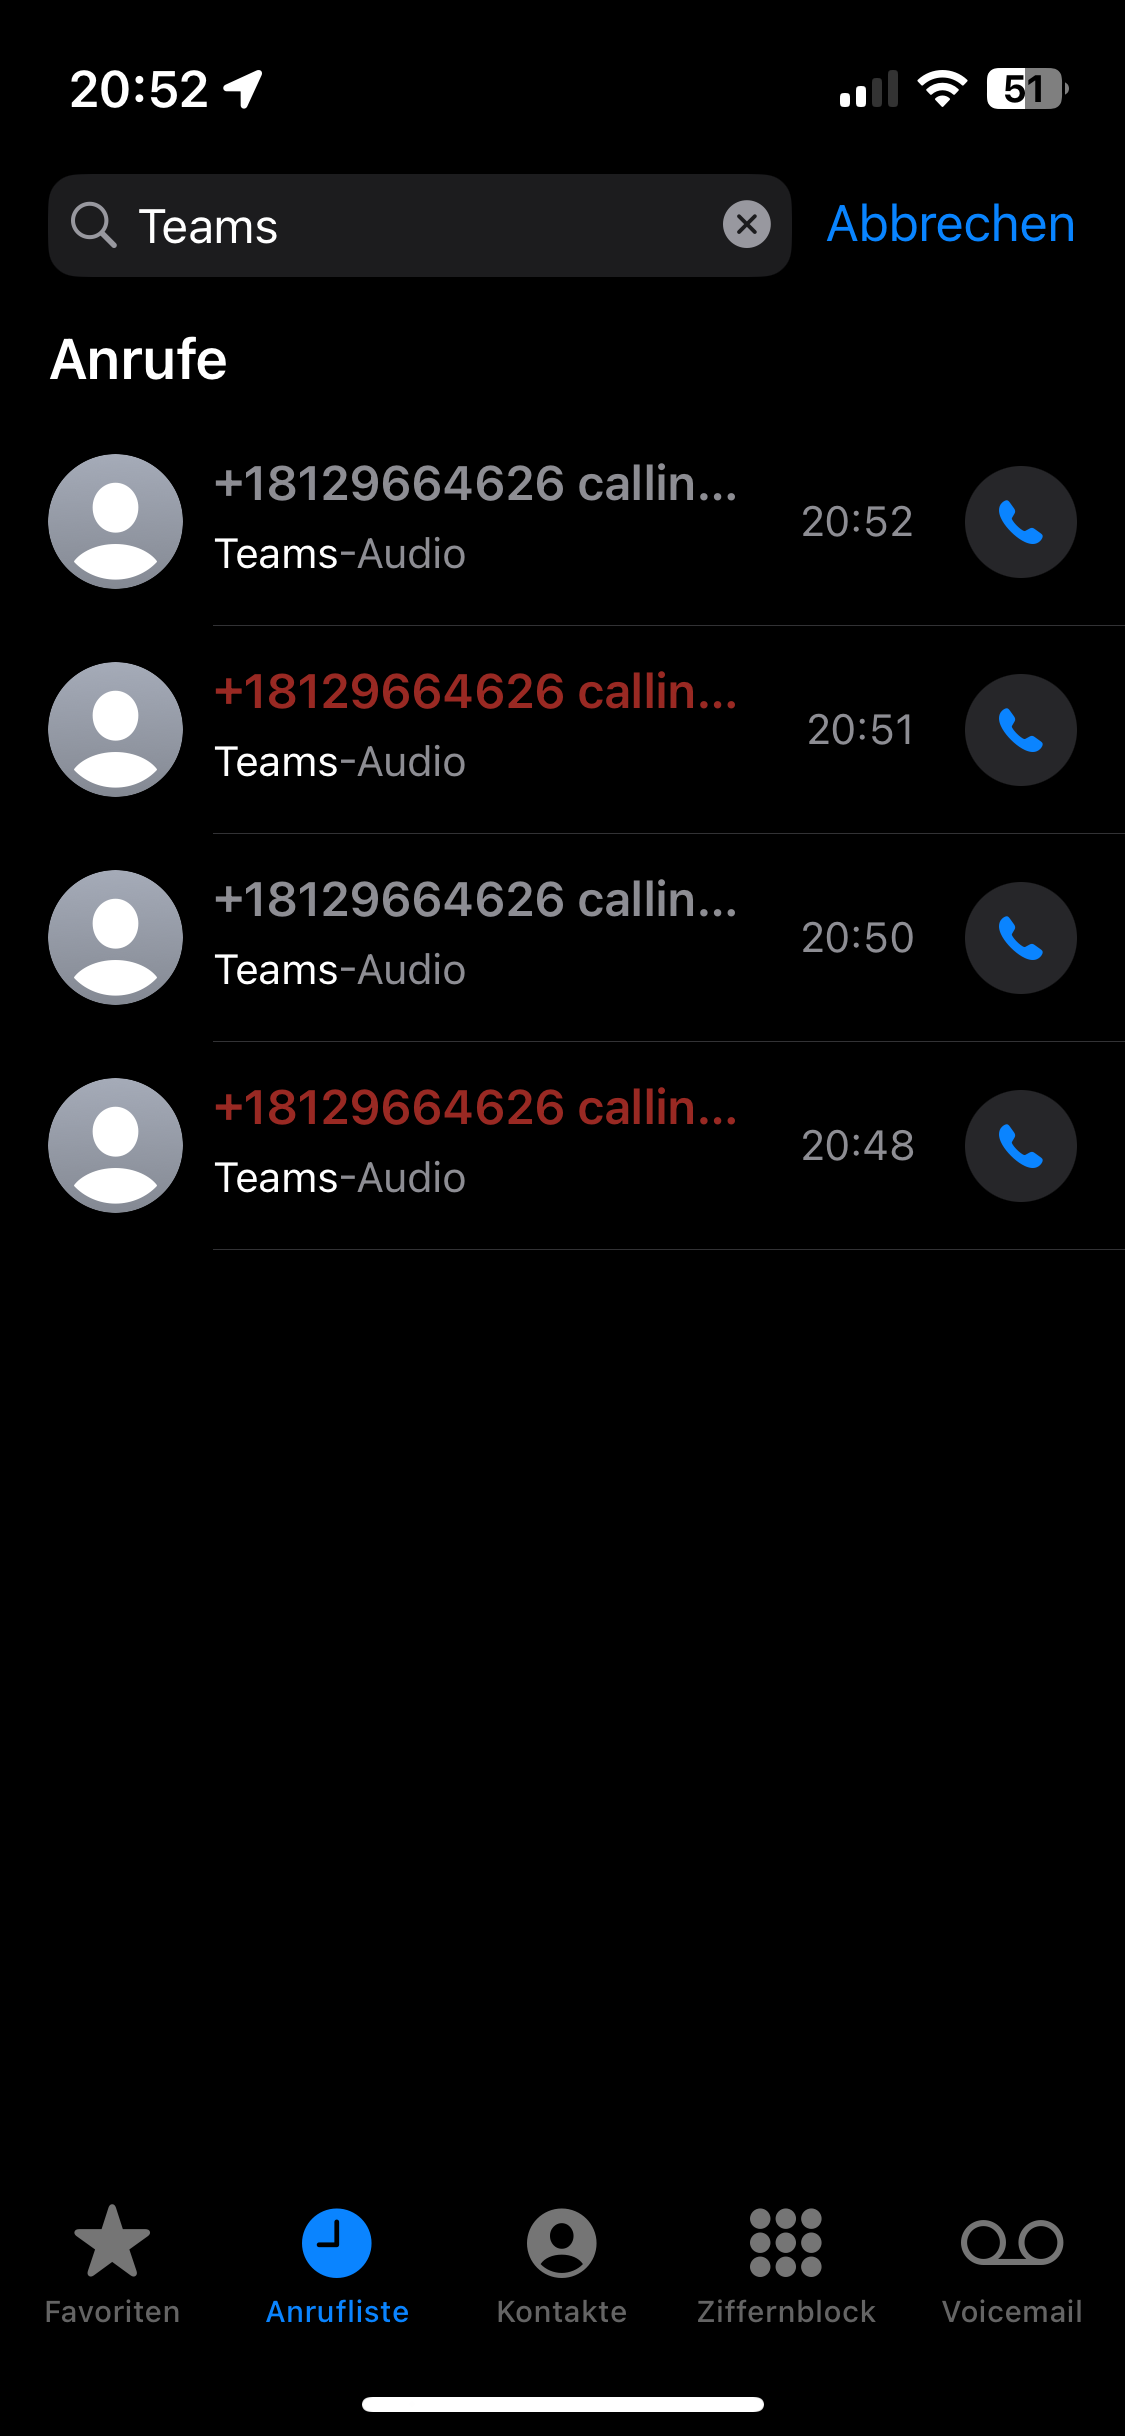 20:52
51
Teams
Abbrechen
Anrufe
+18129664626 callin...
Teams-Audio
20:52
+18129664626 callin...
Teams-Audio
20:51
+18129664626 callin...
Teams-Audio
20:50
+18129664626 callin...
Teams-Audio
20:48
Favoriten
Anrufliste
Kontakte
Ziffernblock
Voicemail